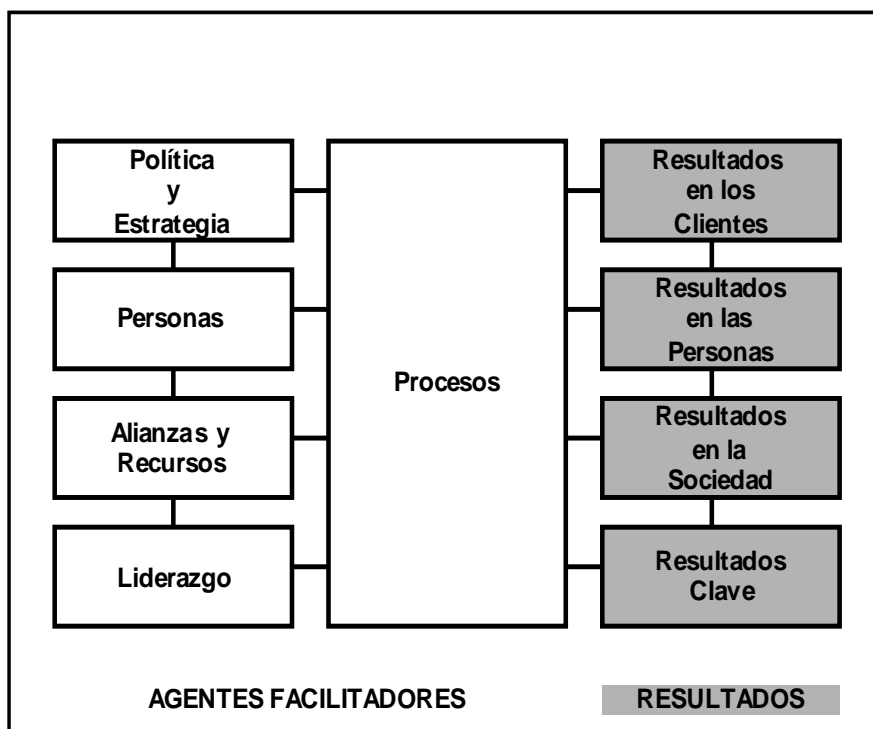 Política
y
Estrategia
Personas
Alianzas y
Recursos
Liderazgo
Procesos
Resultados
en los
Clientes
Resultados
en las
Personas
Resultados
en la
Sociedad
Resultados
Clave
AGENTES FACILITADORES
RESULTADOS